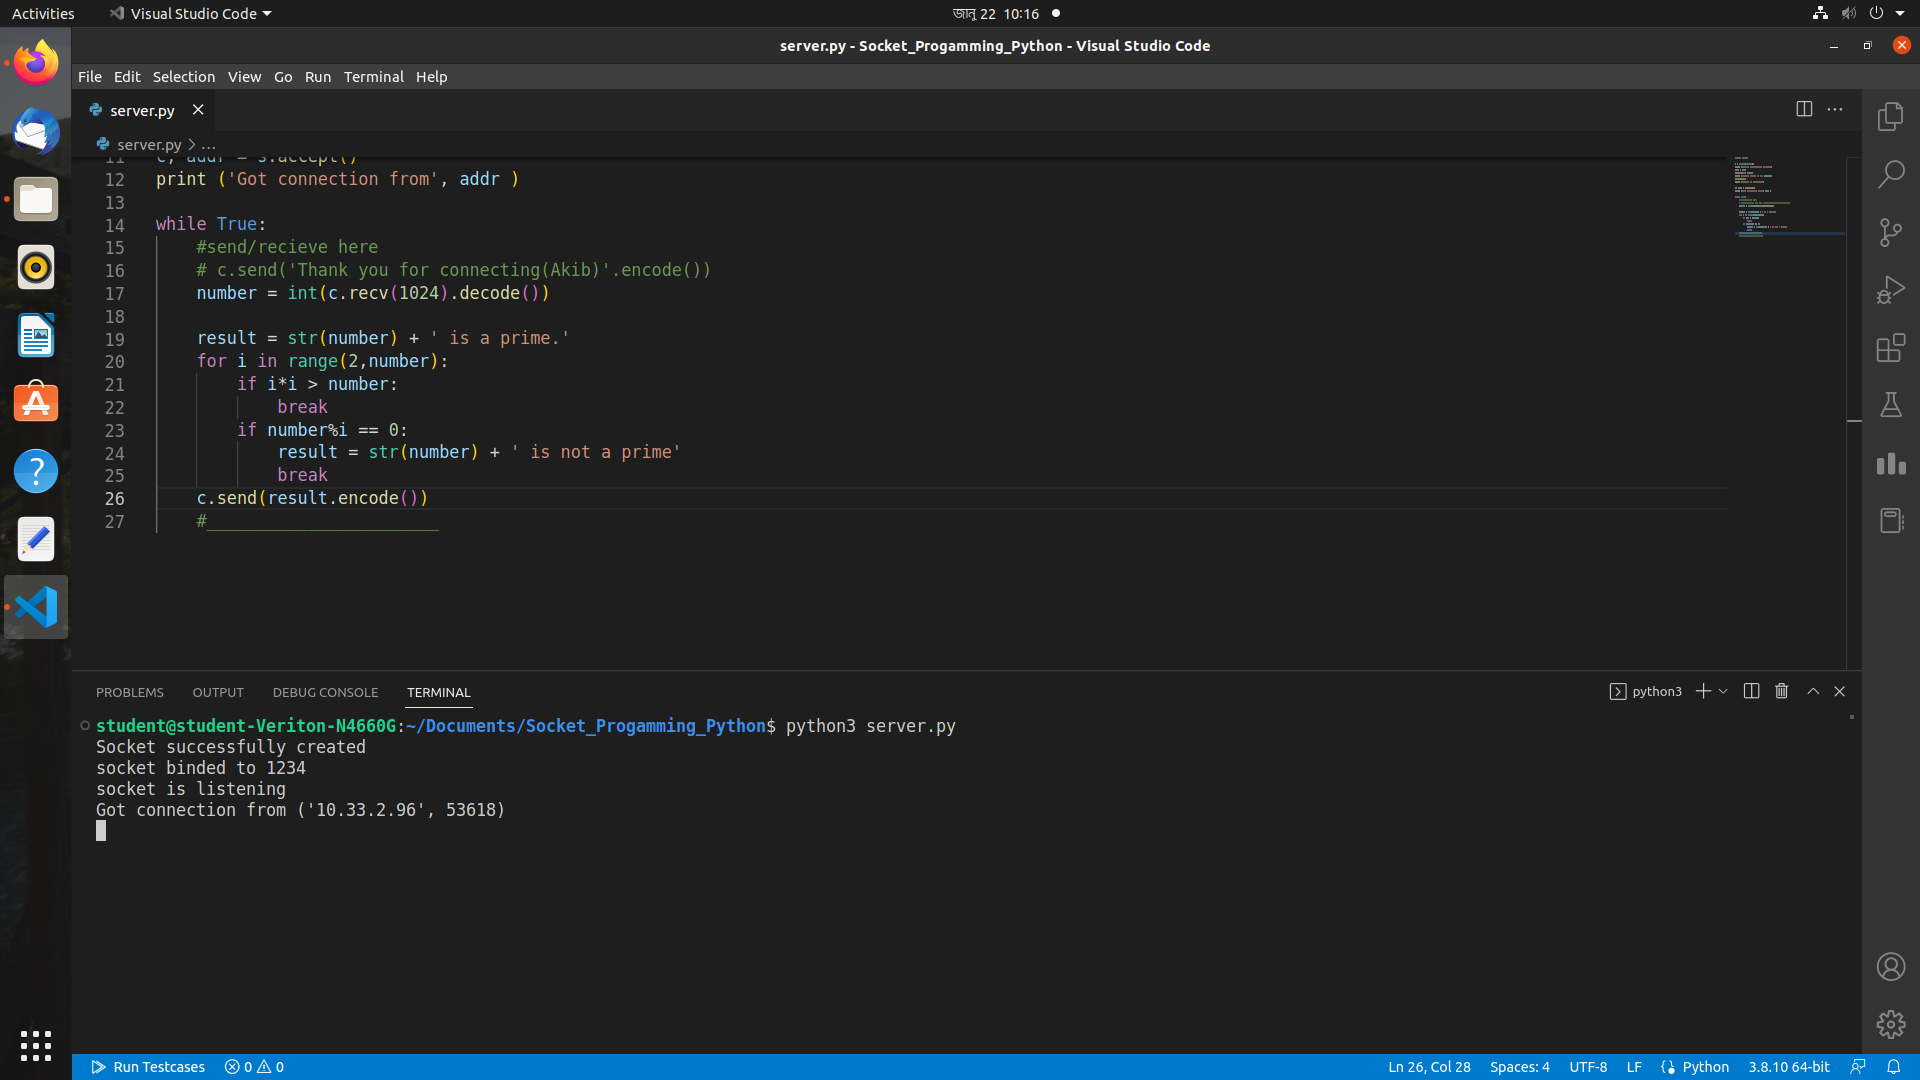 Activities
Visual Studio Code
জানু 22 10:16
server.py - Socket_Progamming_Python - Visual Studio Code
File Edit Selection View Go Run Terminal Help
server.py
server.py > ...
11 c, addr = s.accept()
12 print ('Got connection from', addr )
13
14 while True:
15 #send/recieve here
16 # c.send('Thank you for connecting(Akib)'.encode())
17 number = int(c.recv(1024).decode())
18
19 result = str(number) + ' is a prime.'
20 for i in range(2,number):
21 if i*i > number:
22 break
23 if number%i == 0:
24 result = str(number) + ' is not a prime'
25 break
26 c.send(result.encode())
27 #_______________________
PROBLEMS OUTPUT DEBUG CONSOLE TERMINAL
python3
student@student-Veriton-N4660G:~/Documents/Socket_Progamming_Python$ python3 server.py
Socket successfully created
socket binded to 1234
socket is listening
Got connection from ('10.33.2.96', 53618)
Run Testcases 0 0
Ln 26, Col 28 Spaces: 4 UTF-8 LF Python 3.8.10 64-bit